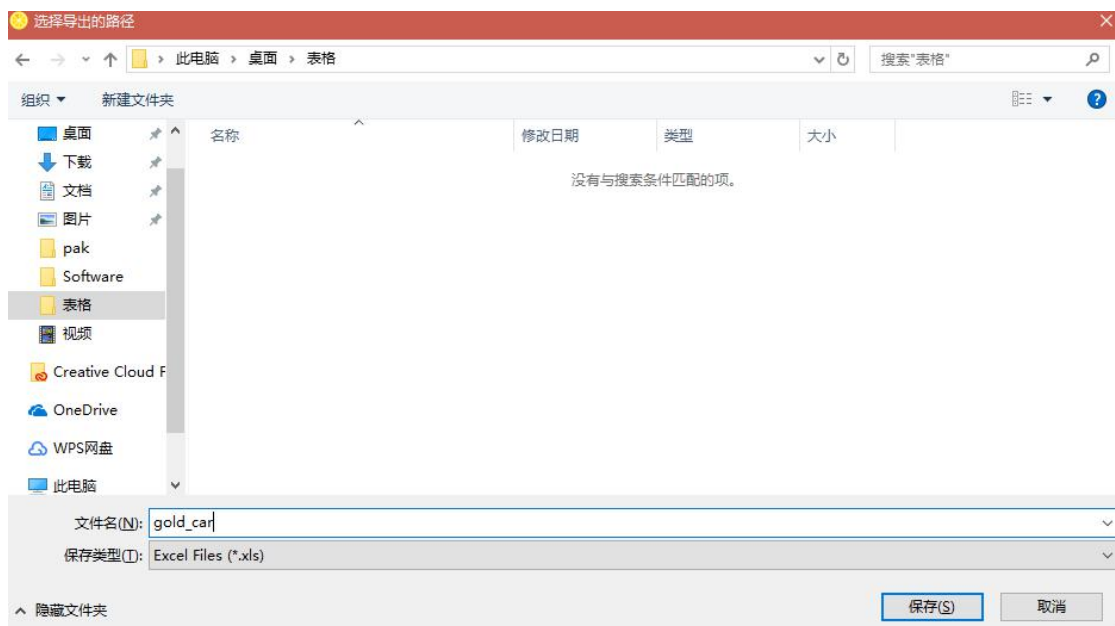 选择导出的路径
此电脑 › 桌面 › 表格
搜索"表格"
组织
新建文件夹
名称
修改日期
类型
大小
没有与搜索条件匹配的项。
桌面
下载
文档
图片
pak
Software
表格
视频
Creative Cloud F
OneDrive
WPS网盘
此电脑
文件名(N): gold_car
保存类型(T): Excel Files (*.xls)
隐藏文件夹
保存(S)
取消